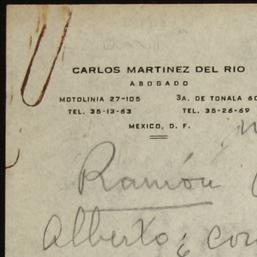 CARLOS MARTINEZ DEL RIO
ABOGADO
MOTOLINIA 27-105 3A. DE TONALA 60
TEL. 35-13-63 TEL. 35-26-69
MEXICO, D. F.
Ramón
Alberto;